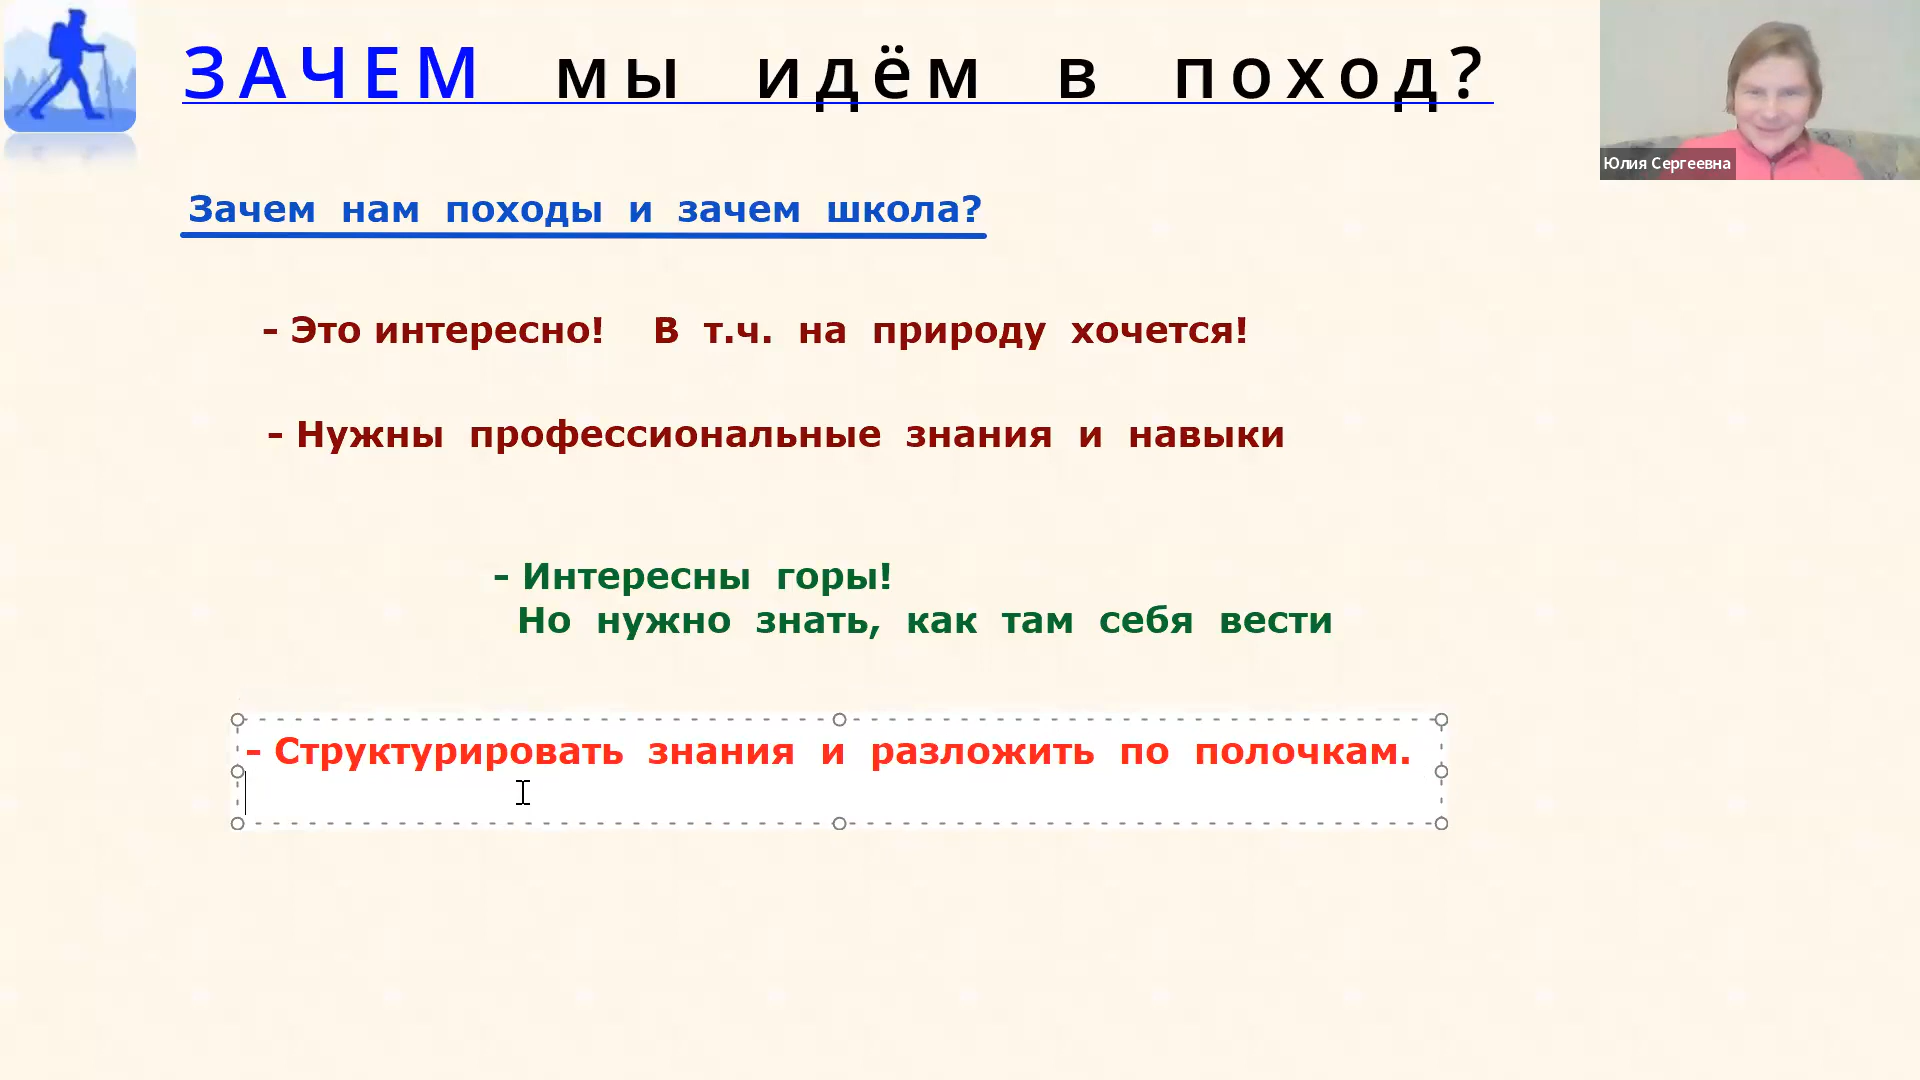 ЗАЧЕМ мы идём в поход?
Юлия Сергеевна
Зачем нам походы и зачем школа?
- Это интересно! В т.ч. на природу хочется!
- Нужны профессиональные знания и навыки
- Интересны горы!
Но нужно знать, как там себя вести
- Структурировать знания и разложить по полочкам.